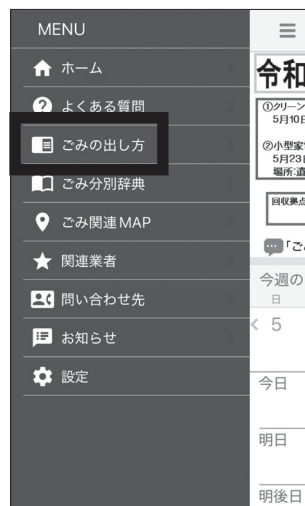 MENU
ホーム
よくある質問
ごみの出し方
ごみ分別辞典
ごみ関連MAP
関連業者
問い合わせ先
お知らせ
設定
令和
①クリーン
5月10日
②小型家
5月23日
場所:道
回収拠点
「ご
今週の
日
< 5
今日
明日
明後日